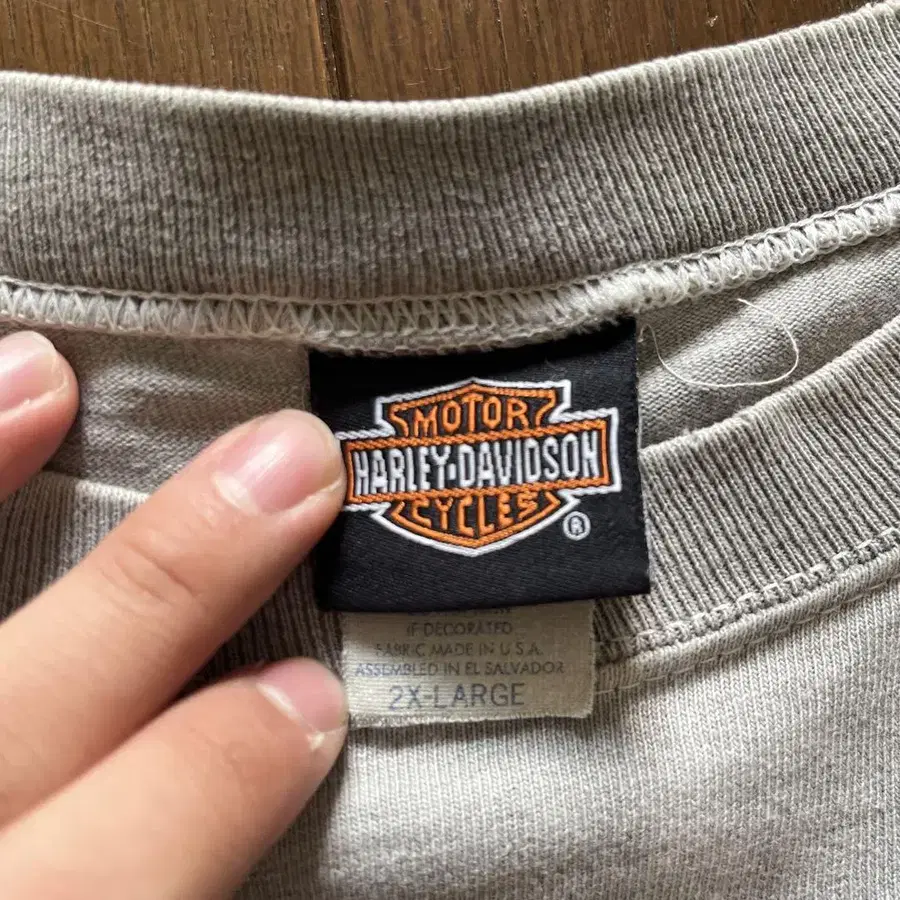 MOTOR
HARLEY-DAVIDSON
CYCLES
®
IF DECORATED
FABRIC MADE IN U.S.A.
ASSEMBLED IN EL SALVADOR
2X-LARGE